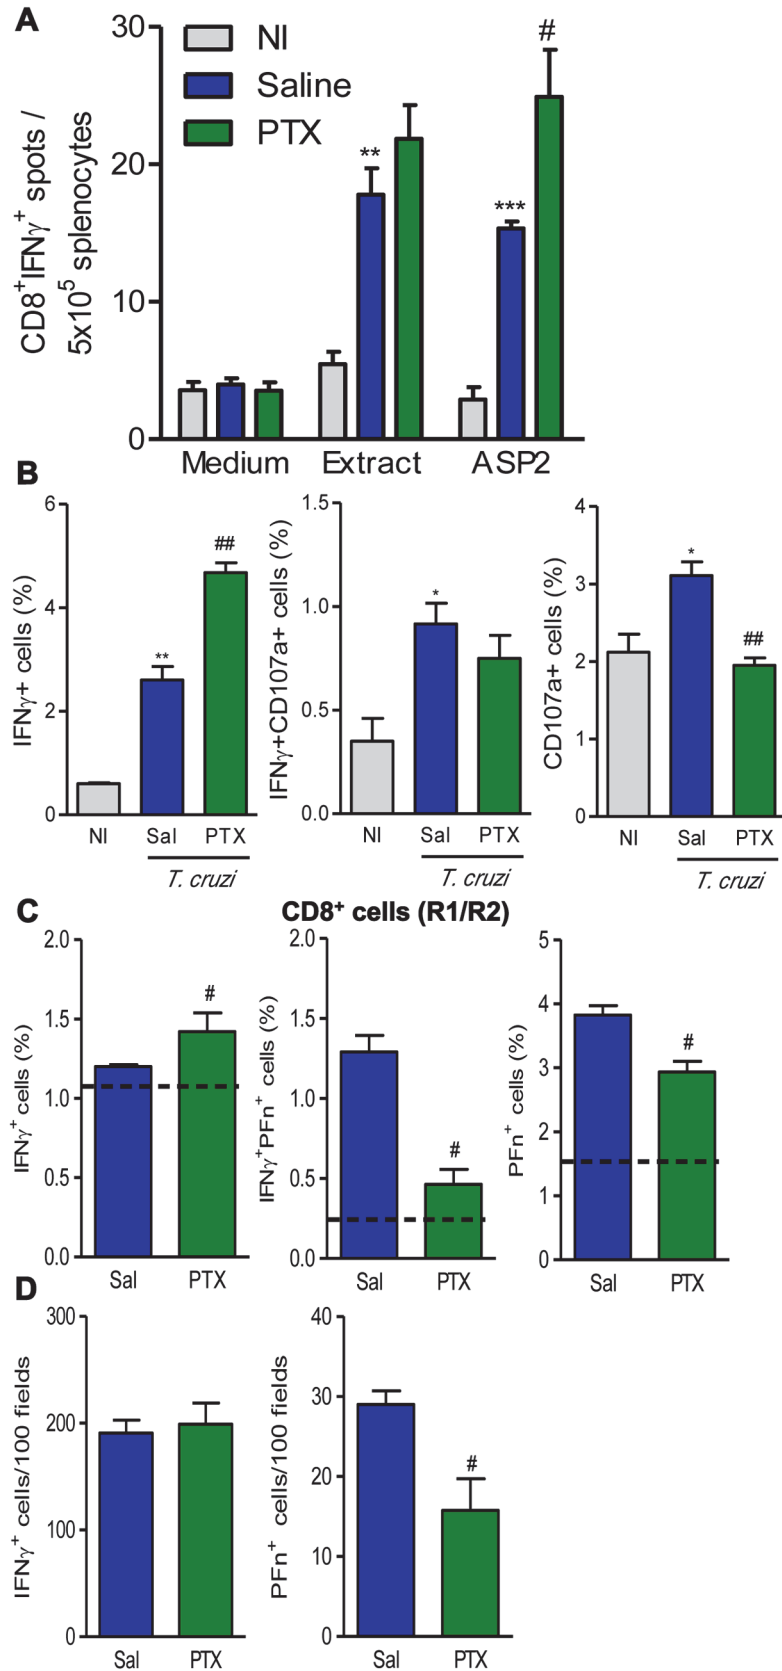 A
30
20
10
0
CD8⁺IFNγ⁺ spots /
5x10⁵ splenocytes
NI
Saline
PTX
**
***
#
Medium Extract ASP2
B
6
4
2
0
IFNγ+ cells (%)
**
##
NI Sal PTX
T. cruzi
1.5
1.0
0.5
0.0
IFNγ+CD107a+ cells (%)
*
NI Sal PTX
T. cruzi
4
3
2
1
0
CD107a+ cells (%)
*
##
NI Sal PTX
T. cruzi
C
CD8⁺ cells (R1/R2)
2.0
1.5
1.0
0.5
0.0
IFNγ⁺ cells (%)
#
Sal PTX
2.0
1.5
1.0
0.5
0.0
IFNγ⁺PFn⁺ cells (%)
#
Sal PTX
5
4
3
2
1
0
PFn⁺ cells (%)
#
Sal PTX
D
300
200
100
0
IFNγ⁺ cells/100 fields
Sal PTX
40
30
20
10
0
PFn⁺ cells/100 fields
#
Sal PTX